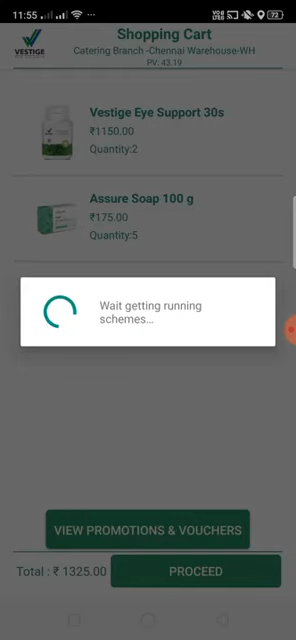 11:55
72
Shopping Cart
VESTIGE
Catering Branch -Chennai Warehouse-WH
PV: 43.19
Vestige Eye Support 30s
₹1150.00
Quantity:2
Assure Soap 100 g
₹175.00
Quantity:5
Wait getting running
schemes...
VIEW PROMOTIONS & VOUCHERS
Total : ₹ 1325.00
PROCEED